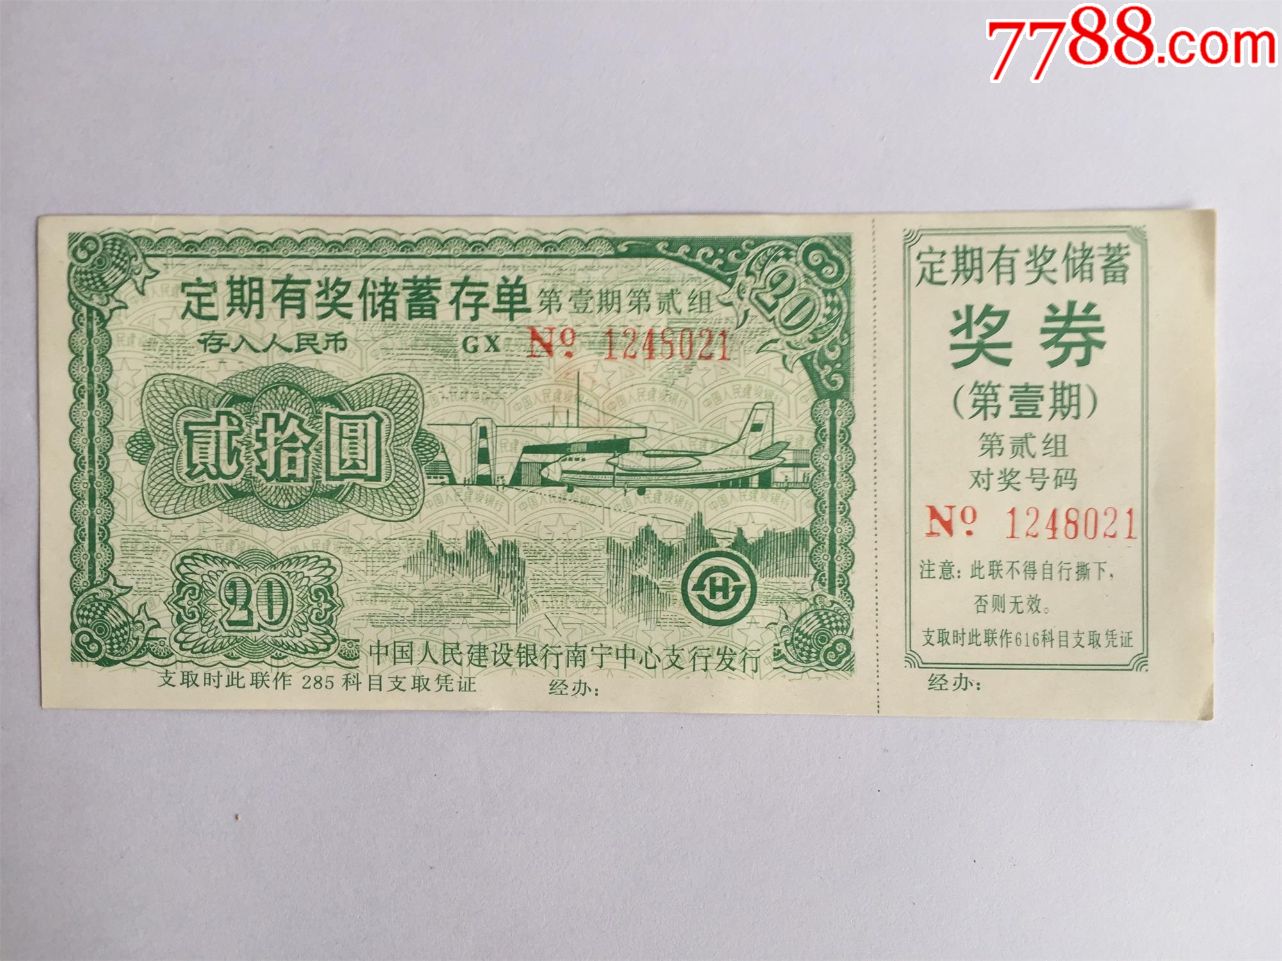 7788.com
定期有奖储蓄存单第壹期第贰组
存入人民币 GX Nº 1248021
贰拾圆
20
20
中国人民建设银行南宁中心支行发行
支取时此联作 285 科目支取凭证 经办：
定期有奖储蓄
奖券
（第壹期）
第贰组
对奖号码
Nº 1248021
注意：此联不得自行撕下，
否则无效。
支取时此联作616科目支取凭证
经办：